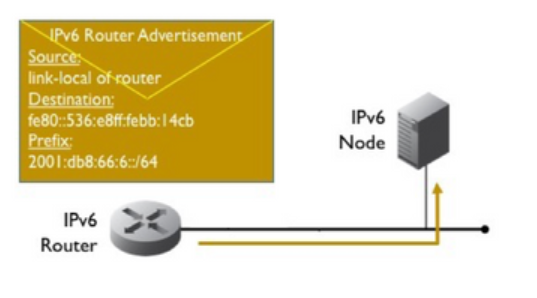 IPv6 Router Advertisement
Source:
link-local of router
Destination:
fe80::536:e8ff:febb:14cb
Prefix:
2001:db8:66:6::/64
IPv6
Node
IPv6
Router